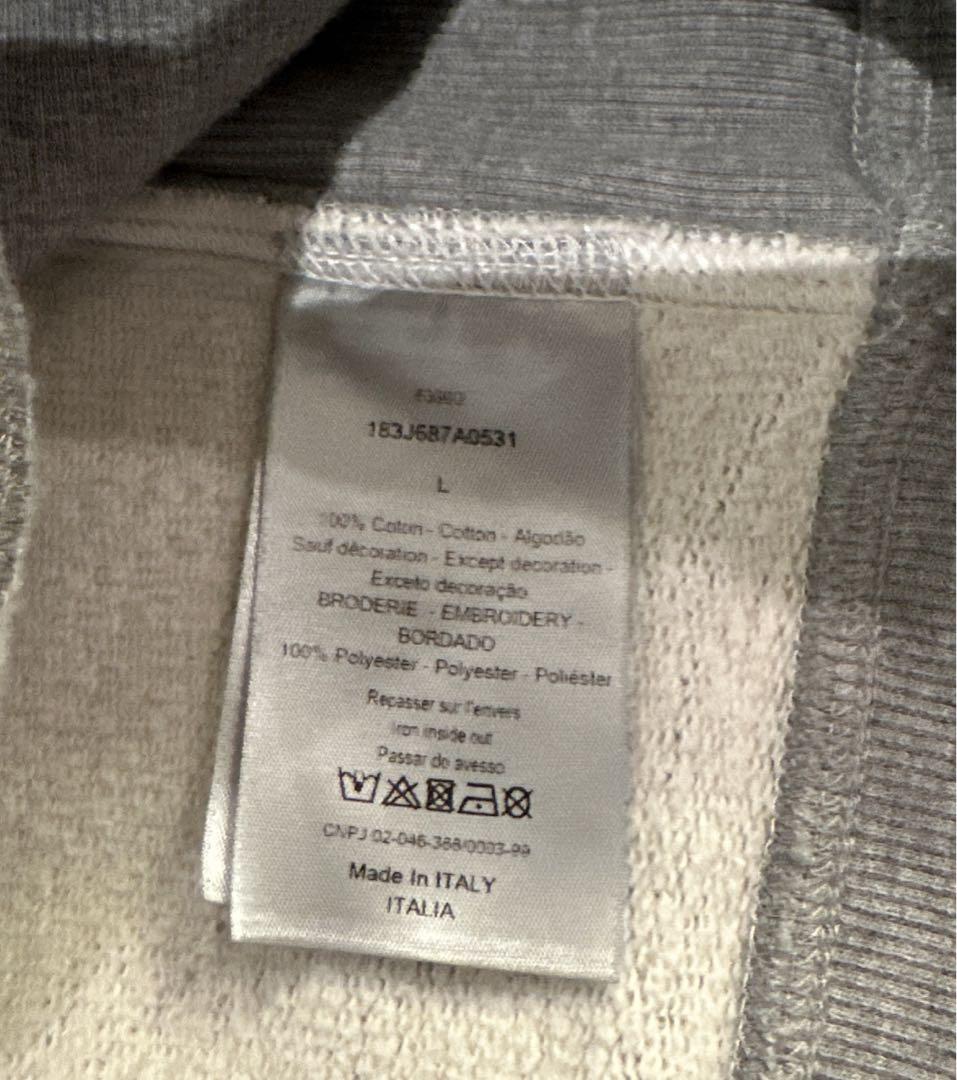 183J687A0531
L
100% Coton - Cotton - Algodão
Sauf décoration - Except decoration -
Exceto decoração
BRODERIE - EMBROIDERY -
BORDADO
100% Polyester - Polyester - Poliéster
Repasser sur l'envers
Iron inside out
Passar do avesso
CNPJ 02-046-368/0003-99
Made In ITALY
ITALIA